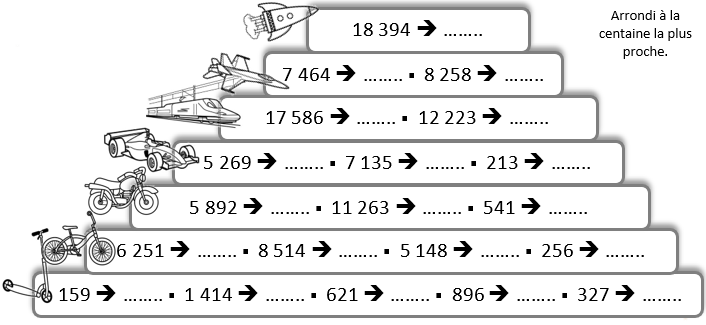 Arrondi à la
centaine la plus
proche.
18 394 🡺 ……..
7 464 🡺 …….. ▪ 8 258 🡺 ……..
17 586 🡺 …….. ▪ 12 223 🡺 ……..
5 269 🡺 …….. ▪ 7 135 🡺 …….. ▪ 213 🡺 ……..
5 892 🡺 …….. ▪ 11 263 🡺 …….. ▪ 541 🡺 ……..
6 251 🡺 …….. ▪ 8 514 🡺 …….. ▪ 5 148 🡺 …….. ▪ 256 🡺 ……..
159 🡺 …….. ▪ 1 414 🡺 …….. ▪ 621 🡺 …….. ▪ 896 🡺 …….. ▪ 327 🡺 ……..